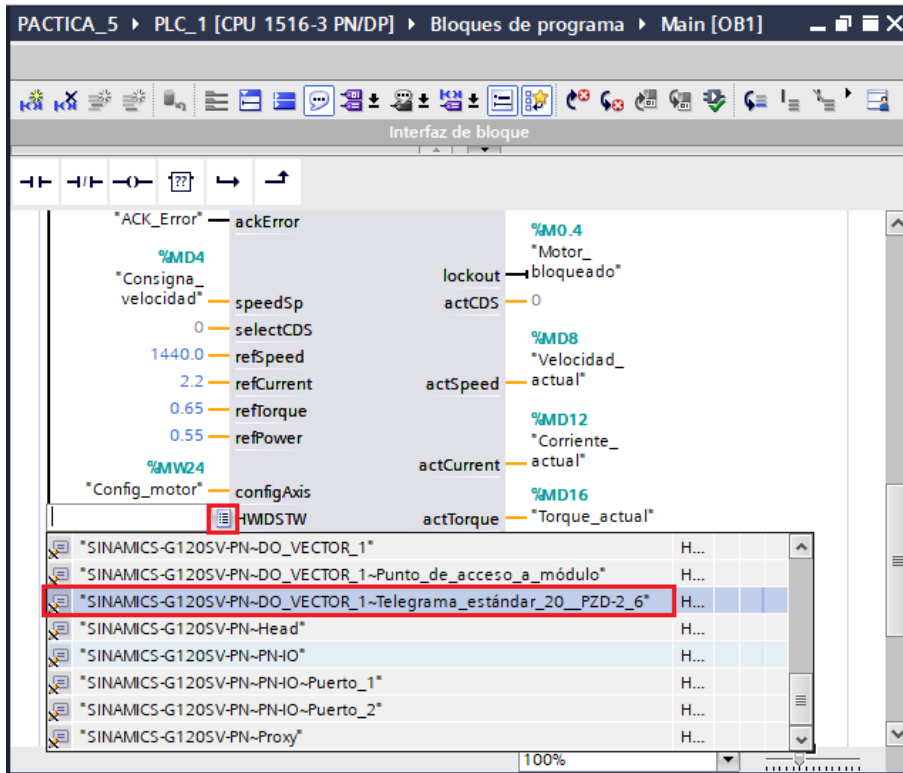 PACTICA_5 ▸ PLC_1 [CPU 1516-3 PN/DP] ▸ Bloques de programa ▸ Main [OB1]
Interfaz de bloque
??
"ACK_Error"
ackError
%M0.4
"Motor_
bloqueado"
lockout
%MD4
"Consigna_
velocidad"
speedSp
actCDS
0
0
selectCDS
%MD8
"Velocidad_
actual"
1440.0
refSpeed
2.2
refCurrent
actSpeed
0.65
refTorque
%MD12
"Corriente_
actual"
0.55
refPower
actCurrent
%MW24
"Config_motor"
configAxis
%MD16
"Torque_actual"
HWIDSTW
actTorque
"SINAMICS-G120SV-PN~DO_VECTOR_1" H...
"SINAMICS-G120SV-PN~DO_VECTOR_1~Punto_de_acceso_a_módulo" H...
"SINAMICS-G120SV-PN~DO_VECTOR_1~Telegrama_estándar_20__PZD-2_6" H...
"SINAMICS-G120SV-PN~Head" H...
"SINAMICS-G120SV-PN~PN-IO" H...
"SINAMICS-G120SV-PN~PN-IO~Puerto_1" H...
"SINAMICS-G120SV-PN~PN-IO~Puerto_2" H...
"SINAMICS-G120SV-PN~Proxy" H...
100%